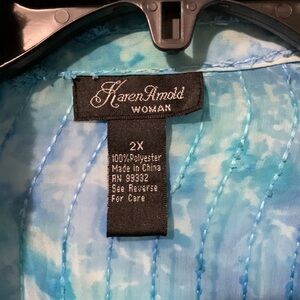 Karen Arnold
WOMAN
2X
100%Polyester
Made in China
RN 99332
See Reverse
For Care